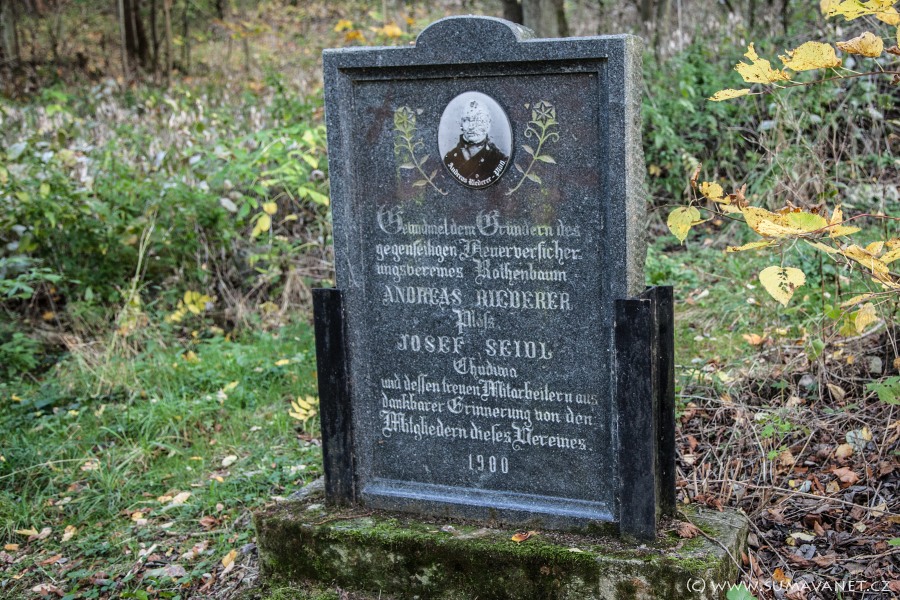 Andreas Riederer - Plöß
Gewidmet dem Gründern des
gegenseitigen Feuerversicher
ungsvereines Rothenbaum
ANDREAS RIEDERER
Plöß
JOSEF SEIDL
Chudiwa
und dessen treuen Mitarbeitern aus
dankbarer Erinnerung von den
Mitgliedern dieses Vereines.
1900
(C) WWW.SUMAVANET.CZ